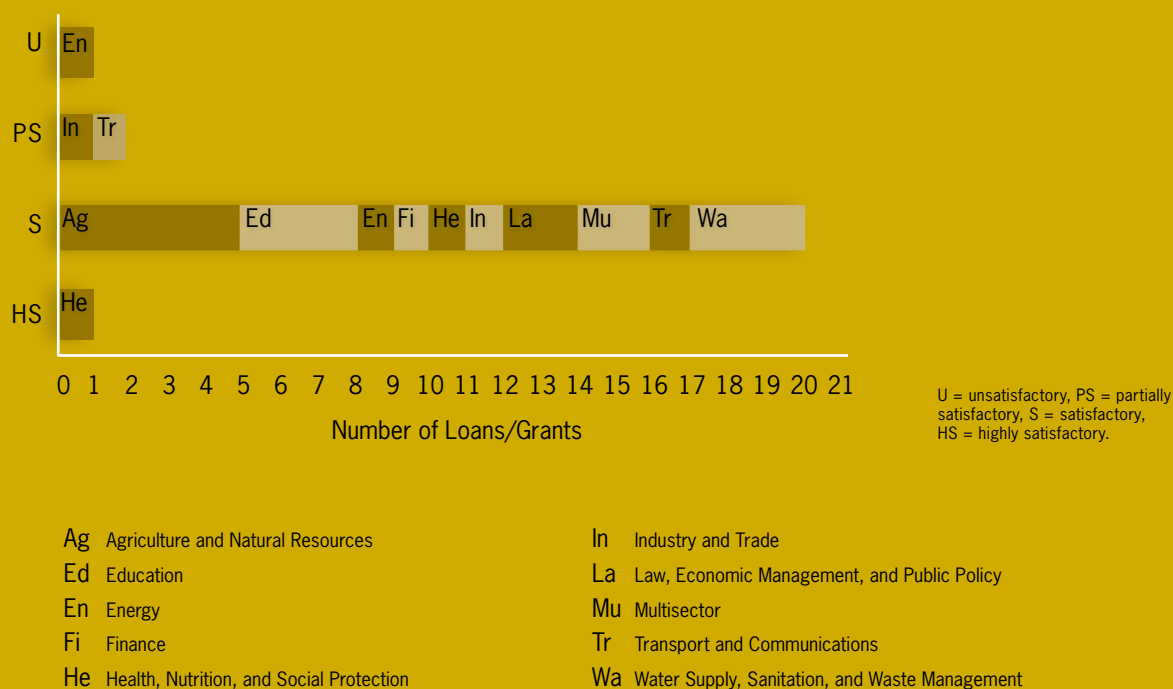 U En
PS In Tr
S Ag Ed En Fi He In La Mu Tr Wa
HS He
0 1 2 3 4 5 6 7 8 9 10 11 12 13 14 15 16 17 18 19 20 21
Number of Loans/Grants
U = unsatisfactory, PS = partially
satisfactory, S = satisfactory,
HS = highly satisfactory.
Ag Agriculture and Natural Resources
Ed Education
En Energy
Fi Finance
He Health, Nutrition, and Social Protection
In Industry and Trade
La Law, Economic Management, and Public Policy
Mu Multisector
Tr Transport and Communications
Wa Water Supply, Sanitation, and Waste Management